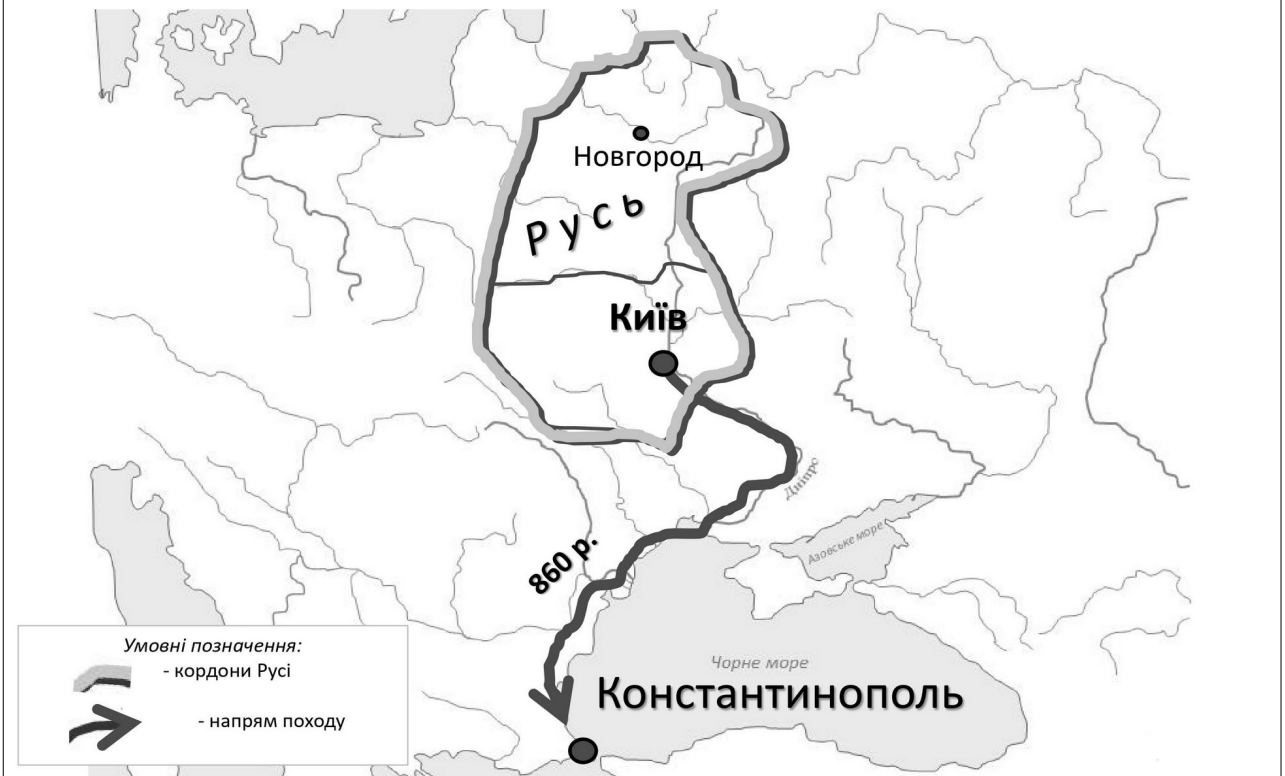 Новгород
Русь
Київ
Дніпро
860 р.
Азовське море
Чорне море
Константинополь
Умовні позначення:
- кордони Русі
- напрям походу